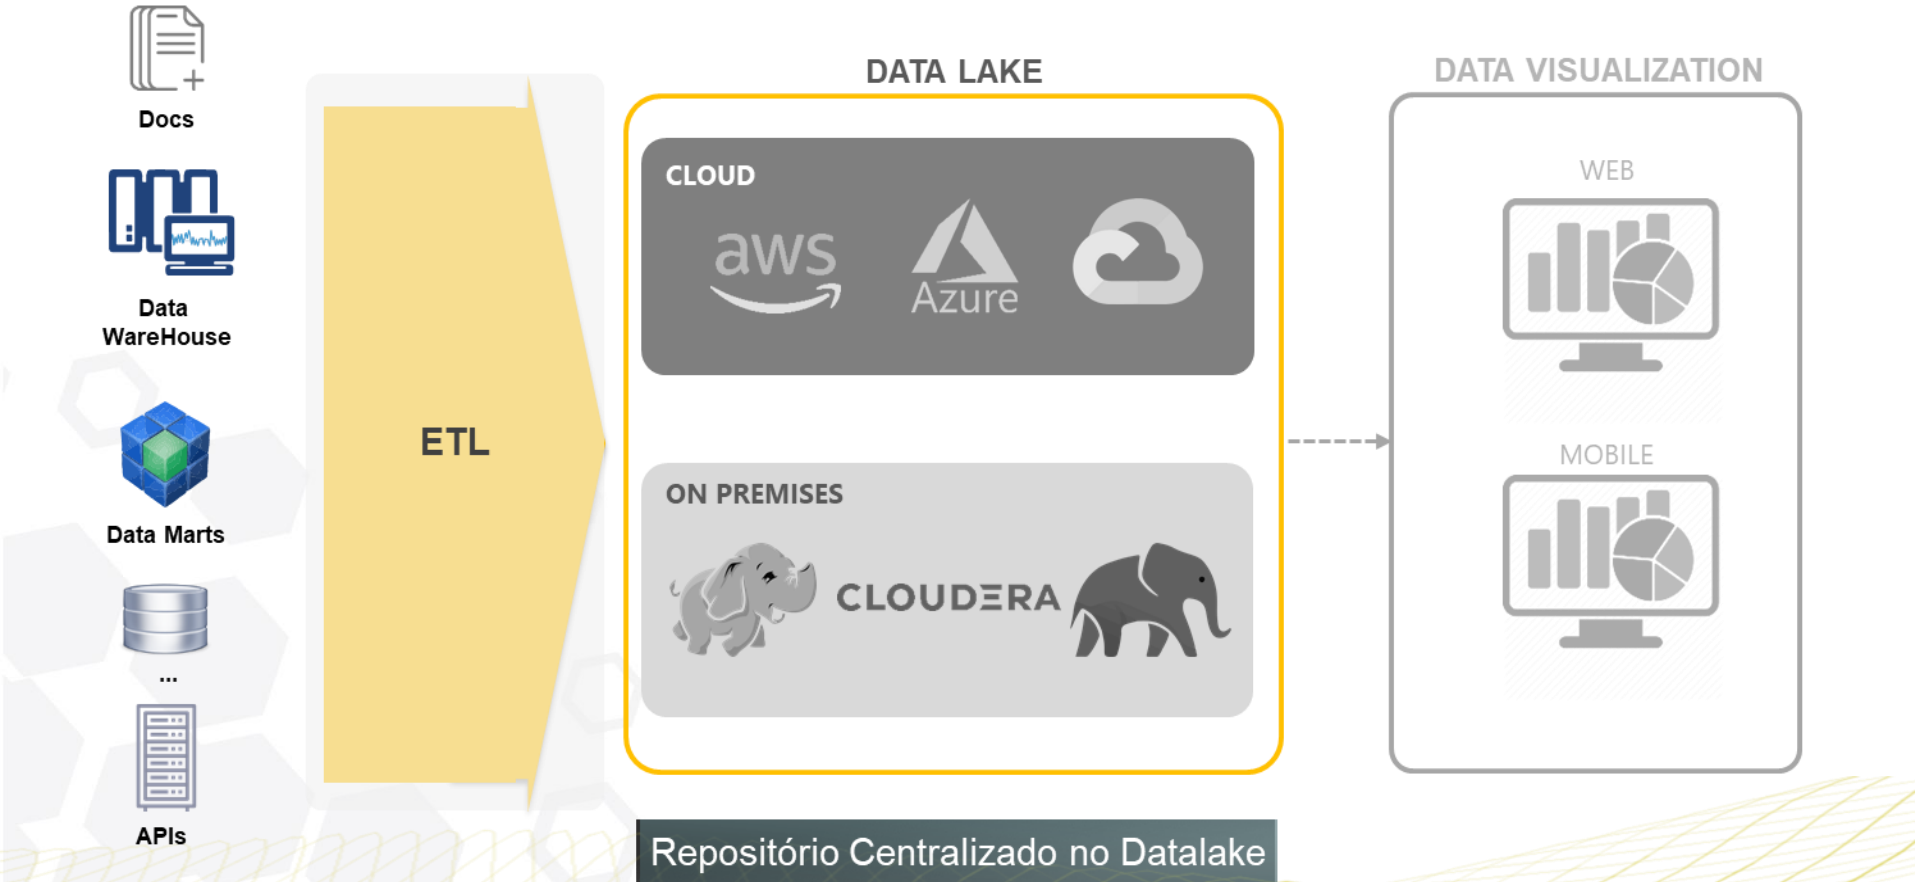 Docs
Data
WareHouse
Data Marts
...
APIs
ETL
DATA LAKE
CLOUD
aws
Azure
ON PREMISES
CLOUDERA
Repositório Centralizado no Datalake
DATA VISUALIZATION
WEB
MOBILE